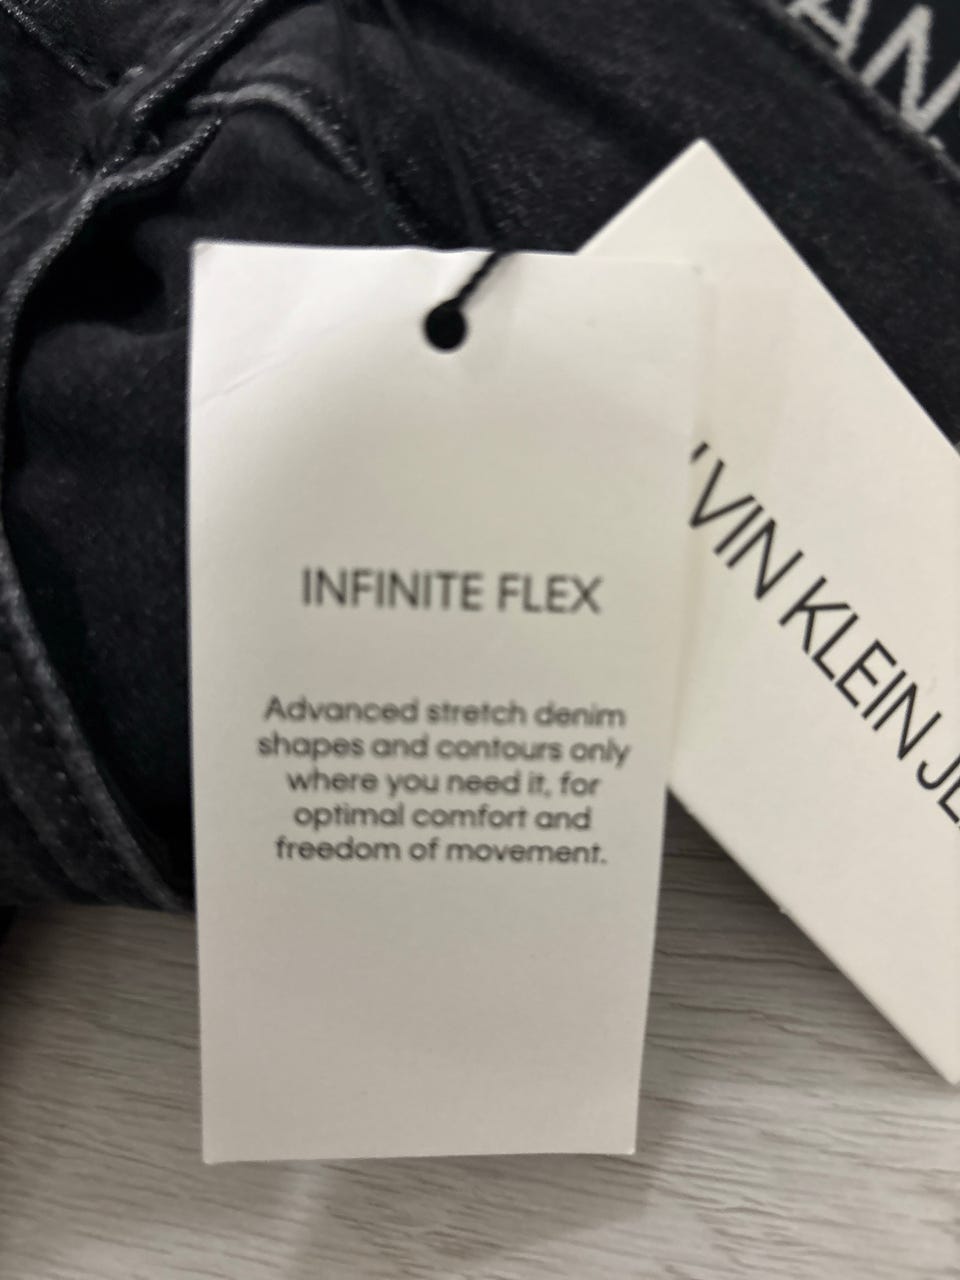 AN
INFINITE FLEX
Advanced stretch denim
shapes and contours only
where you need it, for
optimal comfort and
freedom of movement.
VIN KLEIN JE